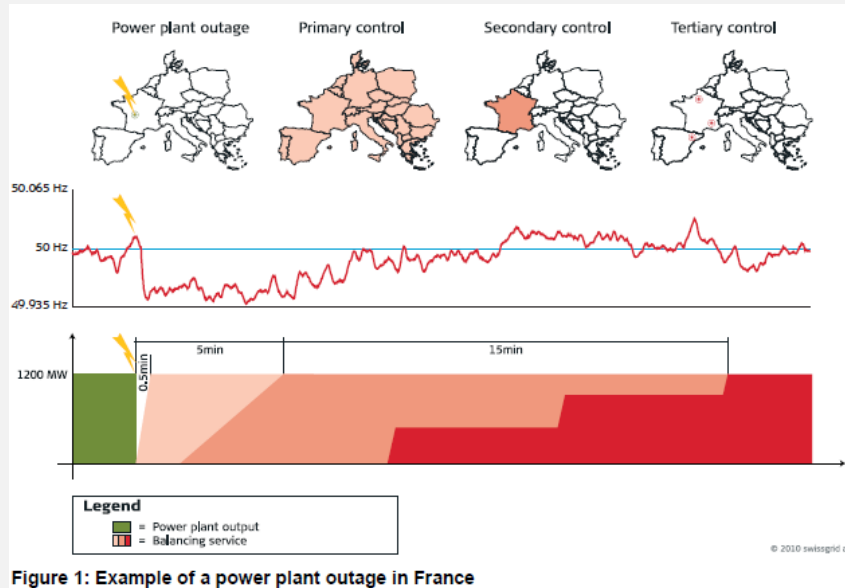 Power plant outage Primary control Secondary control Tertiary control
50.065 Hz
50 Hz
49.935 Hz
5min 15min
0.5min
1200 MW
Legend
= Power plant output
= Balancing service
© 2010 swissgrid
Figure 1: Example of a power plant outage in France